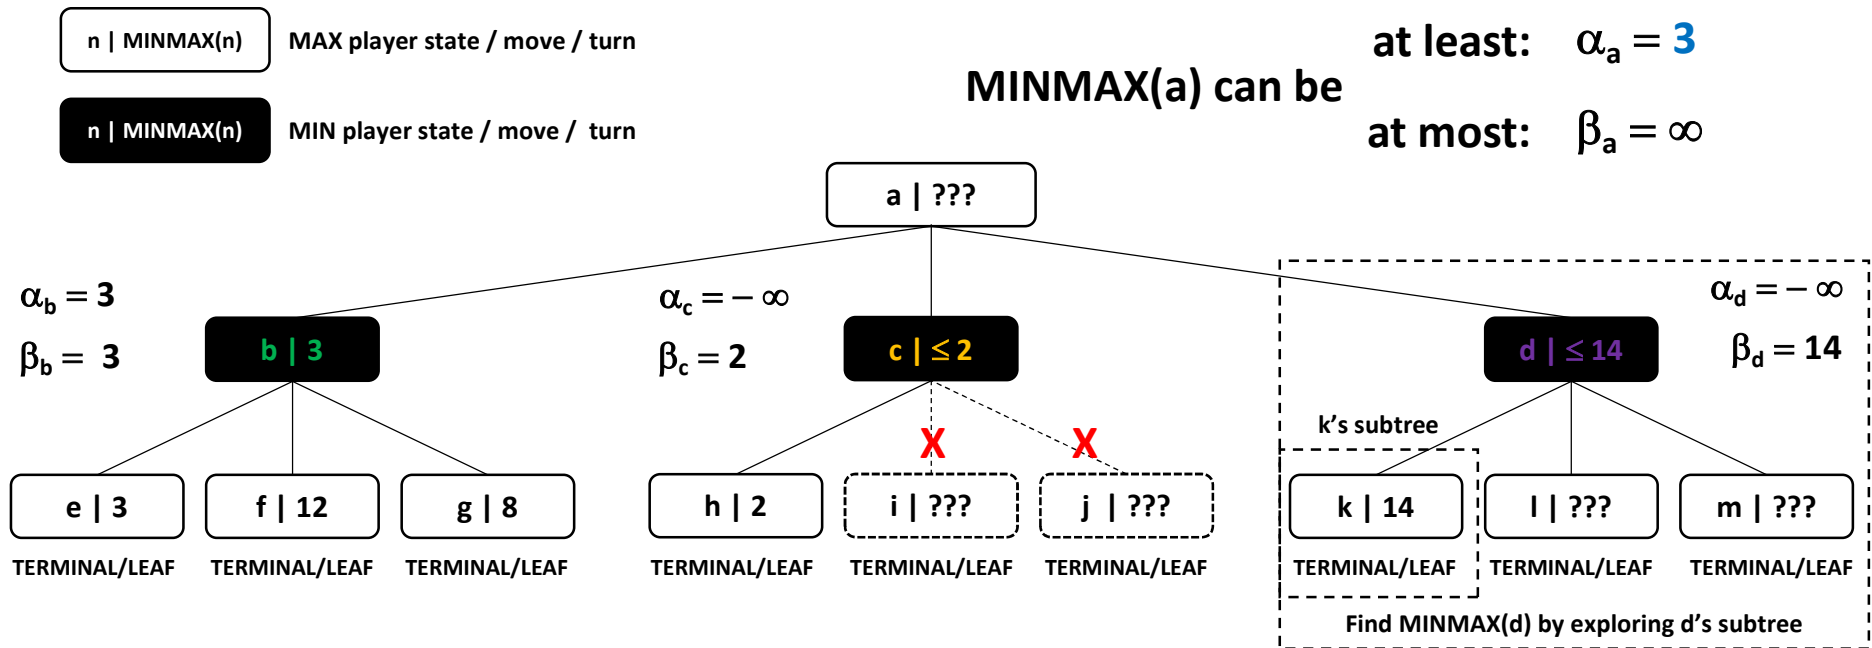 n | MINMAX(n) MAX player state / move / turn
n | MINMAX(n) MIN player state / move / turn
MINMAX(a) can be
at least: αa = 3
at most: βa = ∞
a | ???
αb = 3
βb = 3
b | 3
αc = − ∞
βc = 2
c | ≤ 2
αd = − ∞
βd = 14
d | ≤ 14
X X
k's subtree
e | 3 f | 12 g | 8 h | 2 i | ??? j | ??? k | 14 l | ??? m | ???
TERMINAL/LEAF TERMINAL/LEAF TERMINAL/LEAF TERMINAL/LEAF TERMINAL/LEAF TERMINAL/LEAF TERMINAL/LEAF TERMINAL/LEAF TERMINAL/LEAF
Find MINMAX(d) by exploring d's subtree